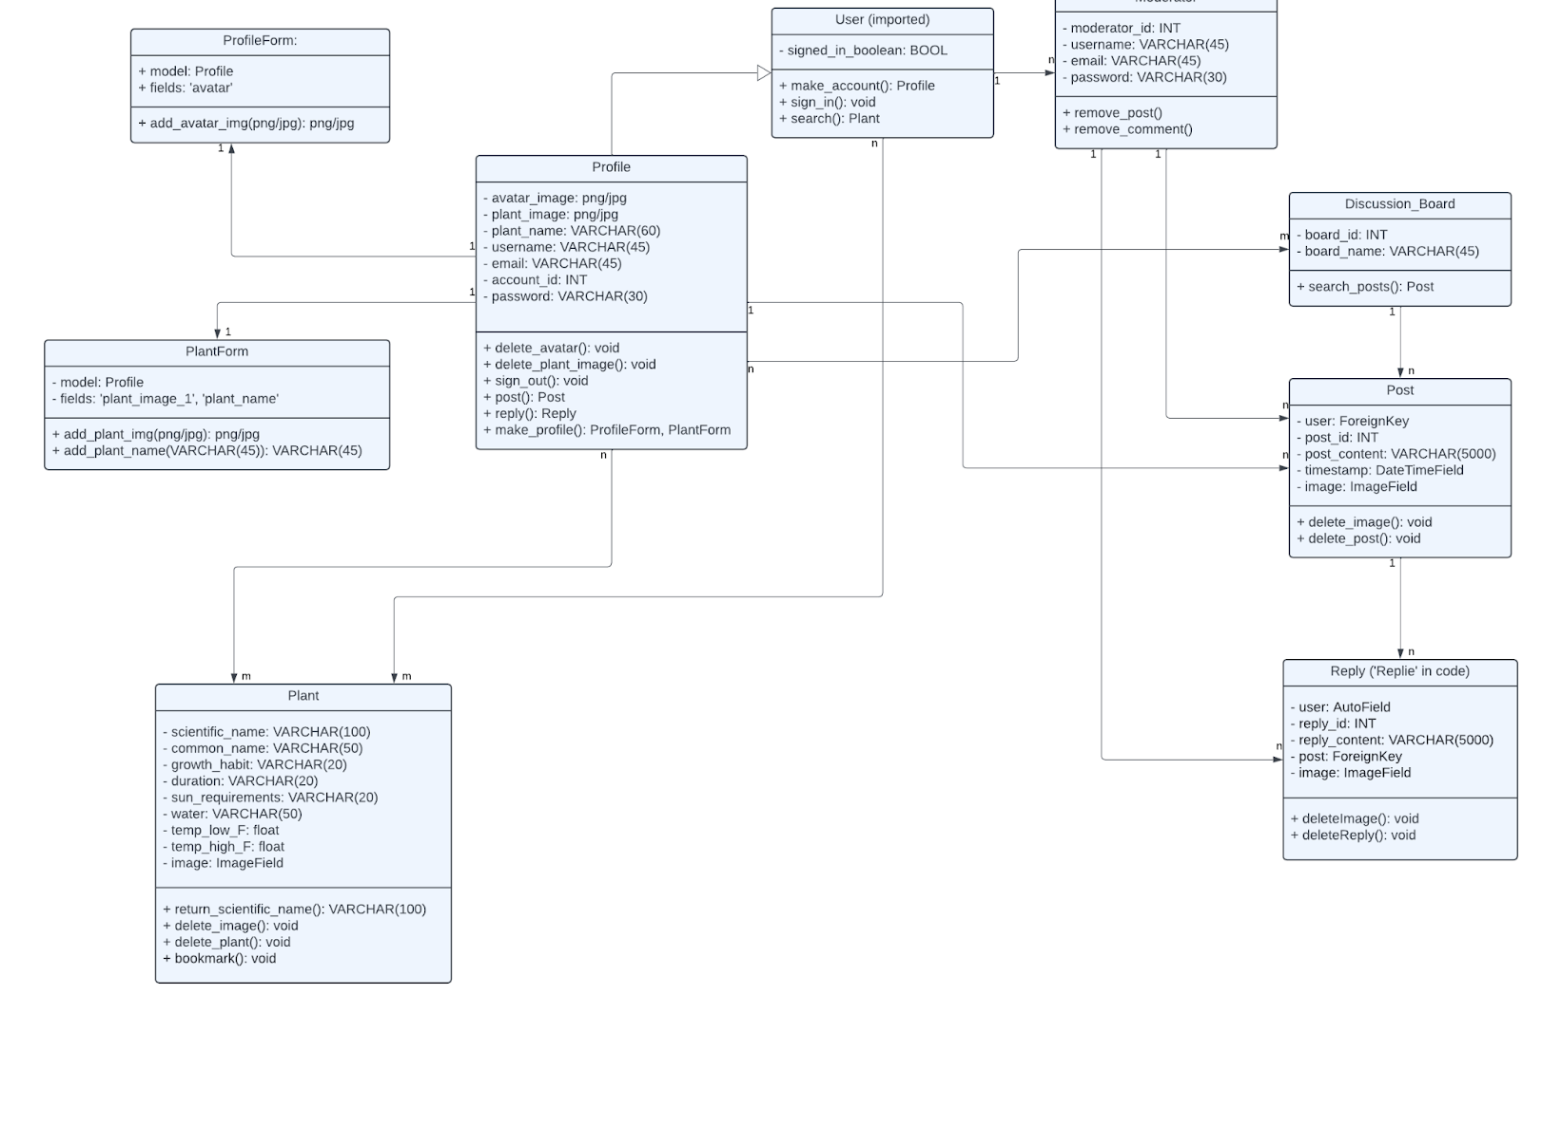 ProfileForm:
+ model: Profile
+ fields: 'avatar'
+ add_avatar_img(png/jpg): png/jpg
1
User (imported)
- signed_in_boolean: BOOL
+ make_account(): Profile
+ sign_in(): void
+ search(): Plant
1
n
n
Moderator
- moderator_id: INT
- username: VARCHAR(45)
- email: VARCHAR(45)
- password: VARCHAR(30)
+ remove_post()
+ remove_comment()
1
1
Profile
- avatar_image: png/jpg
- plant_image: png/jpg
- plant_name: VARCHAR(60)
- username: VARCHAR(45)
- email: VARCHAR(45)
- account_id: INT
- password: VARCHAR(30)
+ delete_avatar(): void
+ delete_plant_image(): void
+ sign_out(): void
+ post(): Post
+ reply(): Reply
+ make_profile(): ProfileForm, PlantForm
1
1
1
n
n
Discussion_Board
- board_id: INT
- board_name: VARCHAR(45)
+ search_posts(): Post
m
1
n
1
PlantForm
- model: Profile
- fields: 'plant_image_1', 'plant_name'
+ add_plant_img(png/jpg): png/jpg
+ add_plant_name(VARCHAR(45)): VARCHAR(45)
Post
- user: ForeignKey
- post_id: INT
- post_content: VARCHAR(5000)
- timestamp: DateTimeField
- image: ImageField
+ delete_image(): void
+ delete_post(): void
n
n
1
n
m
m
Plant
- scientific_name: VARCHAR(100)
- common_name: VARCHAR(50)
- growth_habit: VARCHAR(20)
- duration: VARCHAR(20)
- sun_requirements: VARCHAR(20)
- water: VARCHAR(50)
- temp_low_F: float
- temp_high_F: float
- image: ImageField
+ return_scientific_name(): VARCHAR(100)
+ delete_image(): void
+ delete_plant(): void
+ bookmark(): void
Reply ('Replie' in code)
- user: AutoField
- reply_id: INT
- reply_content: VARCHAR(5000)
- post: ForeignKey
- image: ImageField
+ deleteImage(): void
+ deleteReply(): void
n